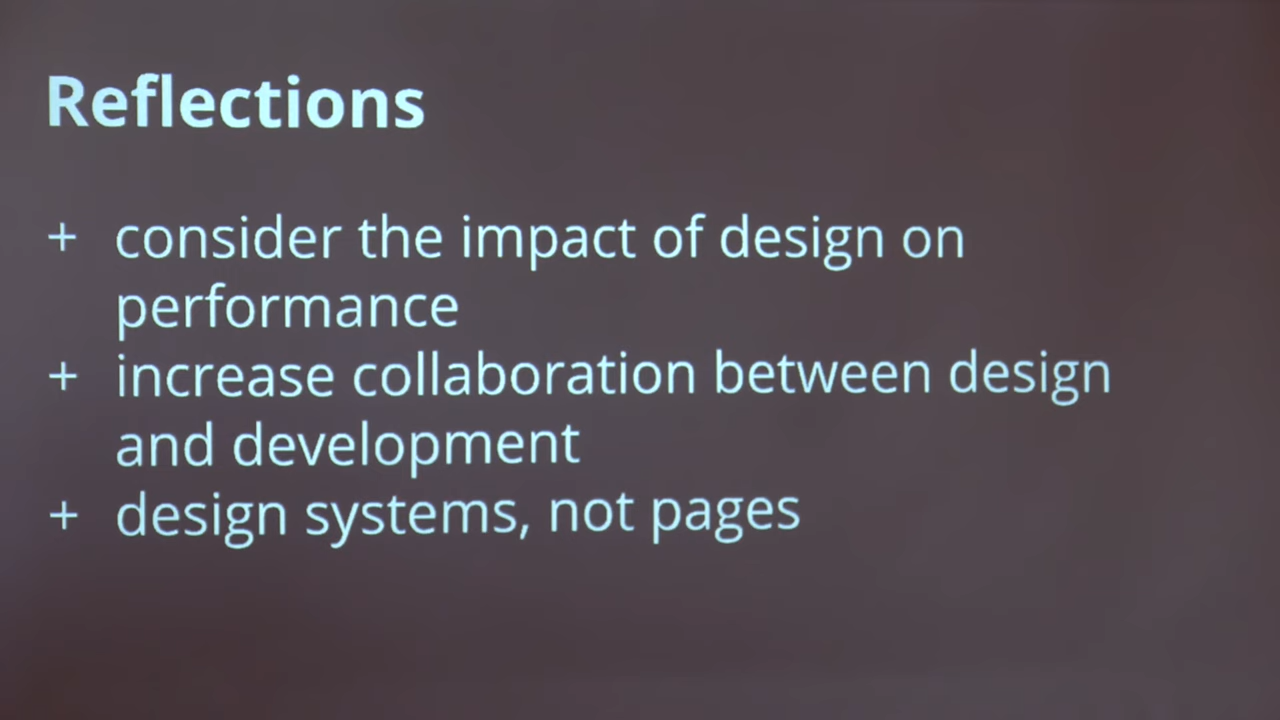 Reflections
+ consider the impact of design on
performance
+ increase collaboration between design
and development
+ design systems, not pages